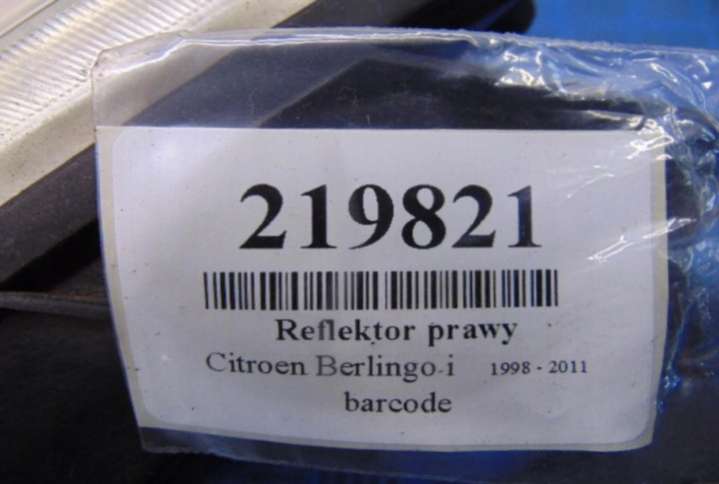 219821
Reflektor prawy
Citroen Berlingo-i 1998 - 2011
barcode